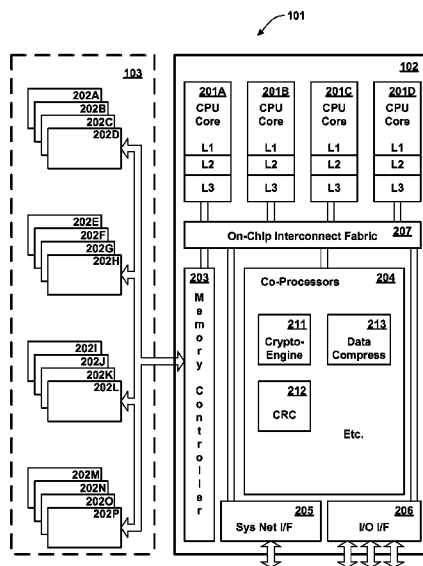 101
103
202A
202B
202C
202D
202E
202F
202G
202H
202I
202J
202K
202L
202M
202N
202O
202P
102
201A
CPU
Core
L1
L2
L3
201B
CPU
Core
L1
L2
L3
201C
CPU
Core
L1
L2
L3
201D
CPU
Core
L1
L2
L3
On-Chip Interconnect Fabric
207
203
Memory
Controller
Co-Processors
204
211
Crypto-
Engine
213
Data
Compress
212
CRC
Etc.
205
Sys Net I/F
206
I/O I/F